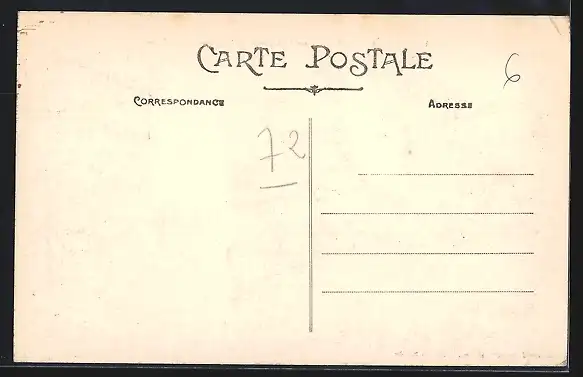 CARTE POSTALE
6
CORRESPONDANCE
ADRESSE
72